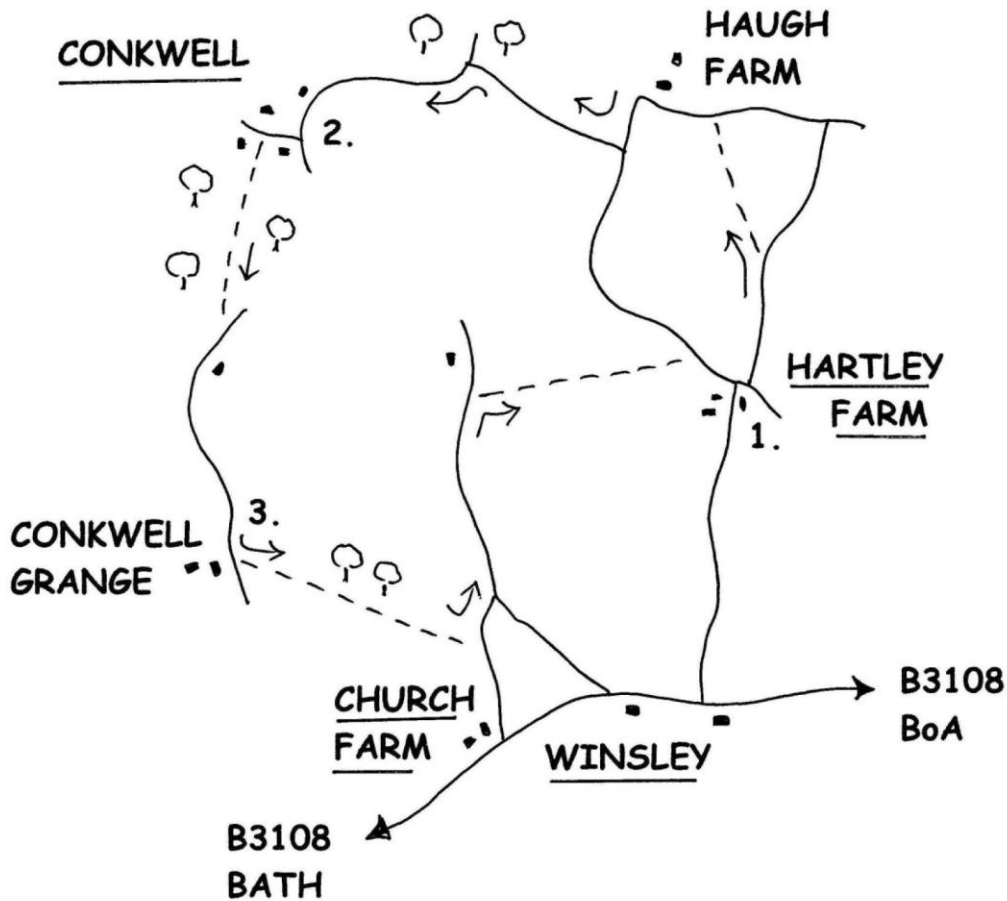 CONKWELL
HAUGH
FARM
2.
HARTLEY
FARM
1.
3.
CONKWELL
GRANGE
CHURCH
FARM
WINSLEY
B3108
BoA
B3108
BATH